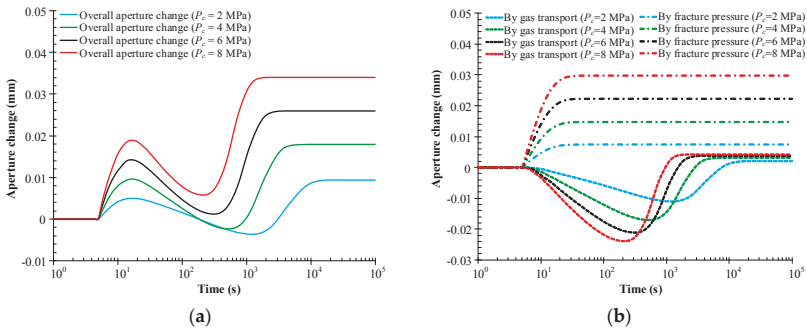 Overall aperture change (Pc = 2 MPa)
Overall aperture change (Pc = 4 MPa)
Overall aperture change (Pc = 6 MPa)
Overall aperture change (Pc = 8 MPa)
0.05
0.04
0.03
0.02
0.01
0
-0.01
Aperture change (mm)
10^0
10^1
10^2
10^3
10^4
10^5
Time (s)
(a)
By gas transport (Pc=2 MPa)
By gas transport (Pc=4 MPa)
By gas transport (Pc=6 MPa)
By gas transport (Pc=8 MPa)
By fracture pressure (Pc=2 MPa)
By fracture pressure (Pc=4 MPa)
By fracture pressure (Pc=6 MPa)
By fracture pressure (Pc=8 MPa)
0.05
0.04
0.03
0.02
0.01
0
-0.01
-0.02
-0.03
Aperture change (mm)
10^0
10^1
10^2
10^3
10^4
10^5
Time (s)
(b)